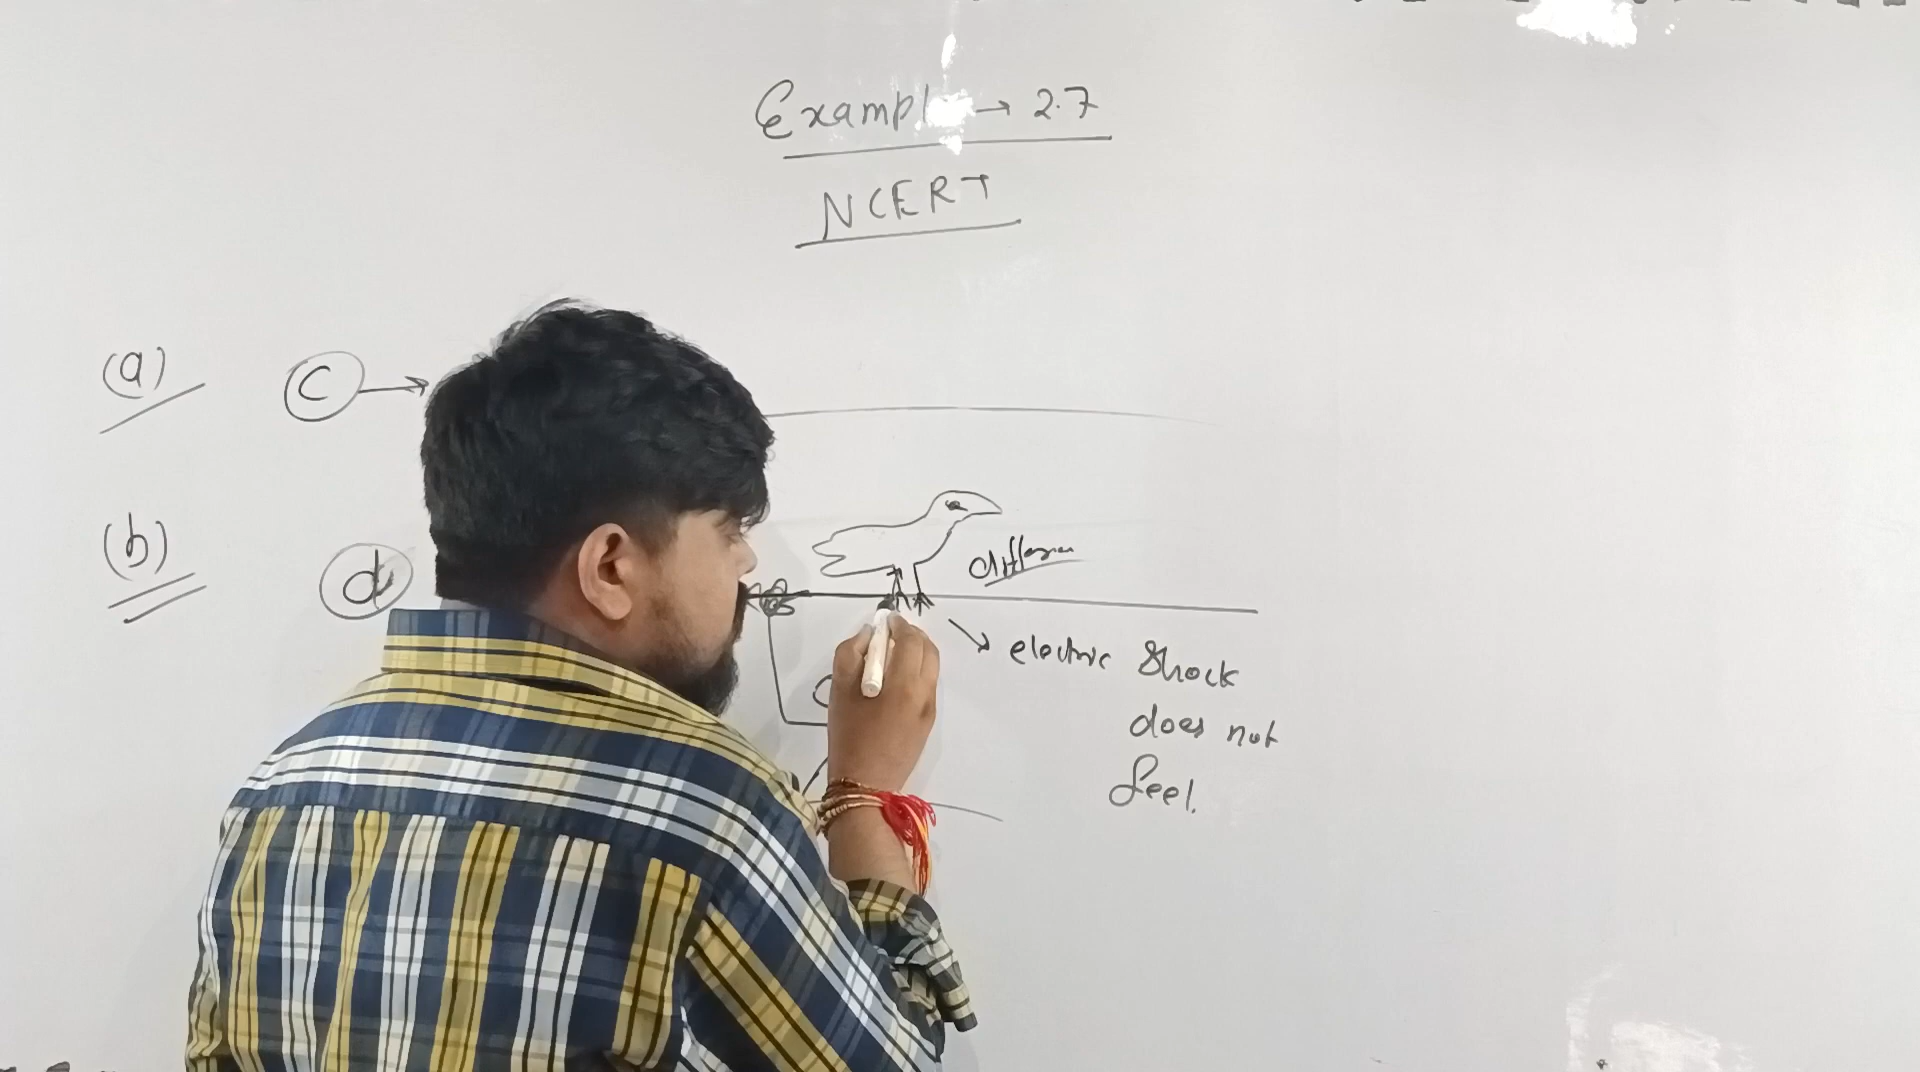 Example → 2.7
NCERT
(a) C →
(b) d
→ electric shock
does not
feel.